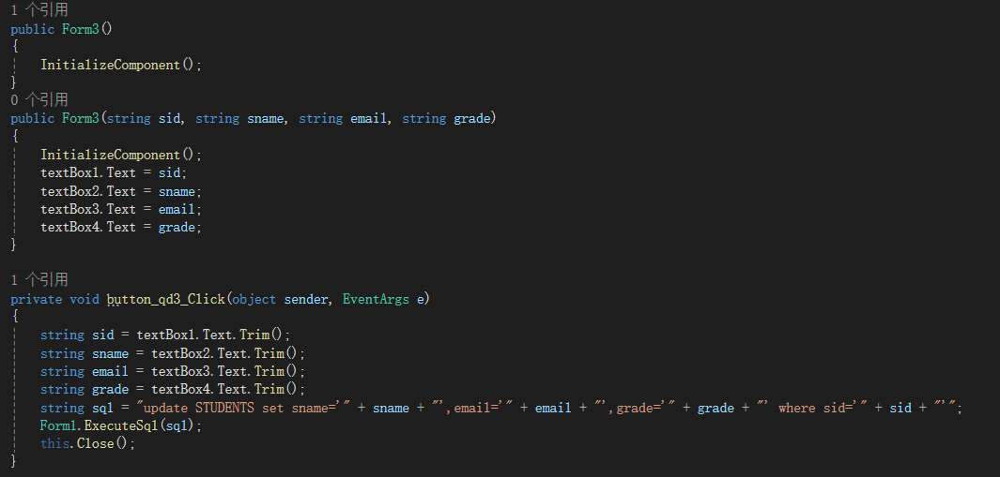 1 个引用
public Form3()
{
InitializeComponent();
}
0 个引用
public Form3(string sid, string sname, string email, string grade)
{
InitializeComponent();
textBox1.Text = sid;
textBox2.Text = sname;
textBox3.Text = email;
textBox4.Text = grade;
}
1 个引用
private void button_qd3_Click(object sender, EventArgs e)
{
string sid = textBox1.Text.Trim();
string sname = textBox2.Text.Trim();
string email = textBox3.Text.Trim();
string grade = textBox4.Text.Trim();
string sql = "update STUDENTS set sname='" + sname + "',email='" + email + "',grade='" + grade + "' where sid='" + sid + "'";
Form1.ExecuteSql(sql);
this.Close();
}